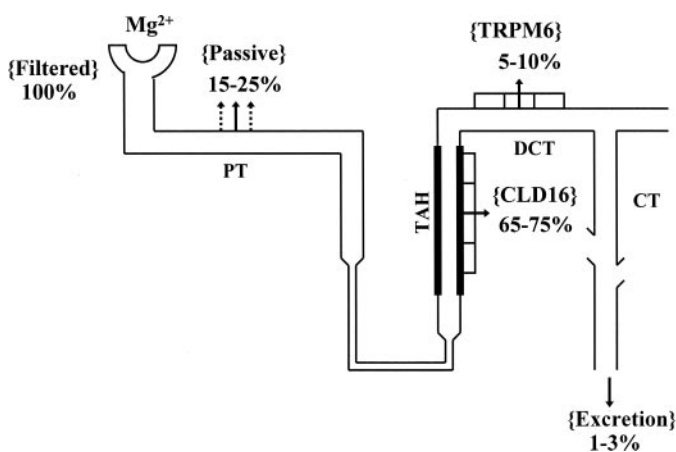 Mg²⁺
{Filtered}
100%
{Passive}
15-25%
PT
TAH
{TRPM6}
5-10%
DCT
{CLD16}
65-75%
CT
{Excretion}
1-3%